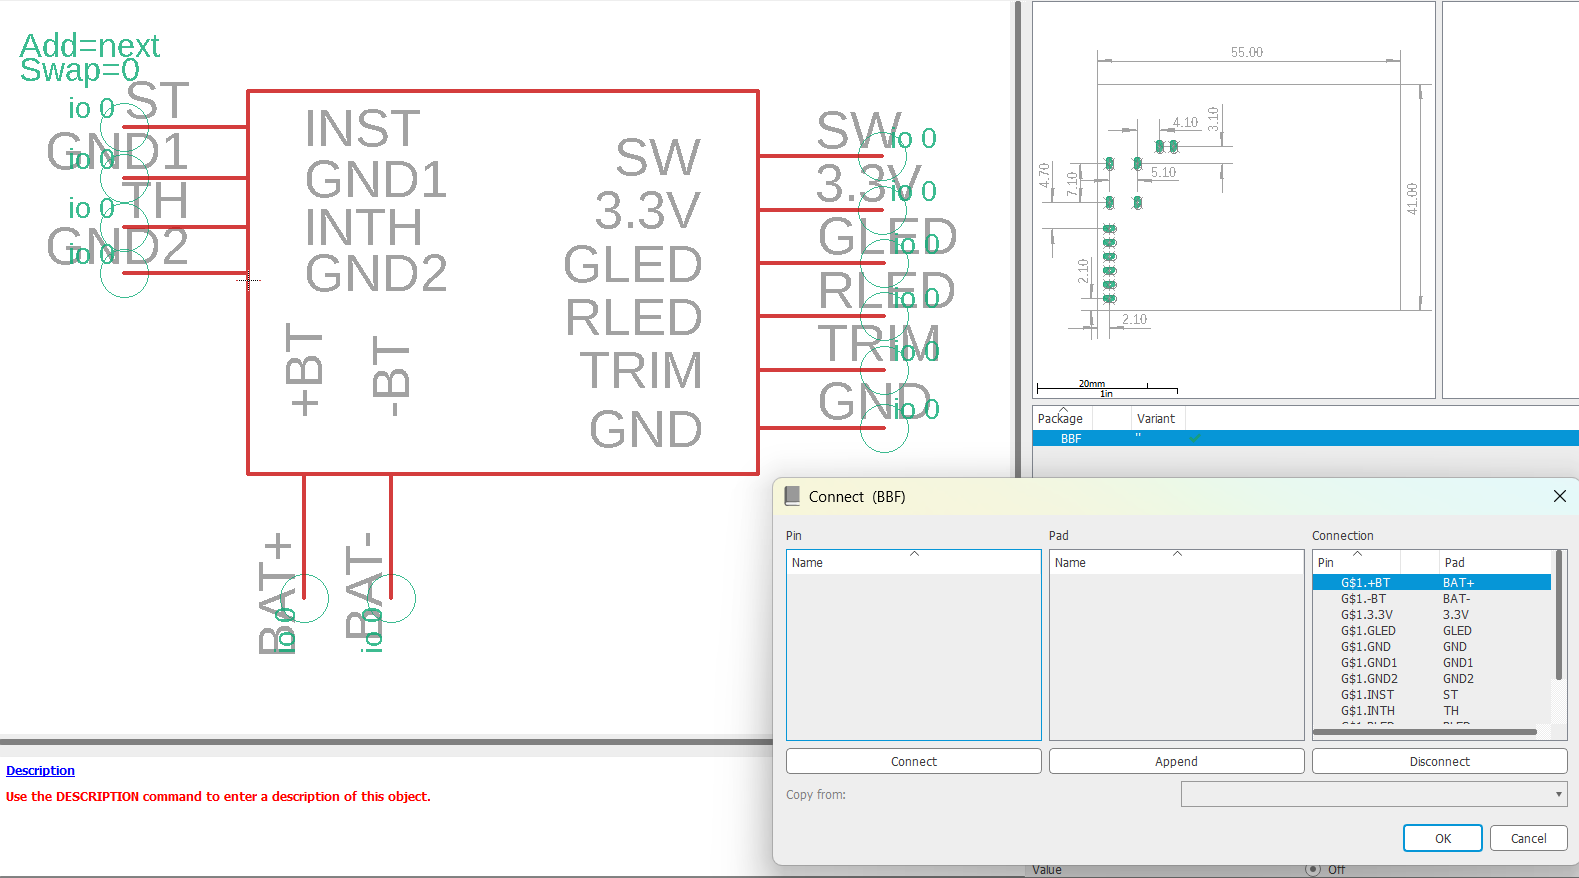 Add=next
Swap=0
ST
io 0
GND1
io 0
TH
io 0
GND2
io 0
INST
GND1
INTH
GND2
+BT
-BT
SW
3.3V
GLED
RLED
TRIM
GND
SW
io 0
3.3V
io 0
GLED
io 0
RLED
io 0
TRIM
io 0
GND
io 0
BAT+
io 0
BAT-
io 0
55.00
4.10
3.10
4.70
7.10
5.10
41.00
2.10
2.10
20mm
1in
Package Variant
BBF ''
Connect (BBF)
Pin
Name
Pad
Name
Connection
Pin Pad
G$1.+BT BAT+
G$1.-BT BAT-
G$1.3.3V 3.3V
G$1.GLED GLED
G$1.GND GND
G$1.GND1 GND1
G$1.GND2 GND2
G$1.INST ST
G$1.INTH TH
Connect
Append
Disconnect
Copy from:
OK
Cancel
Description
Use the DESCRIPTION command to enter a description of this object.
Value Off